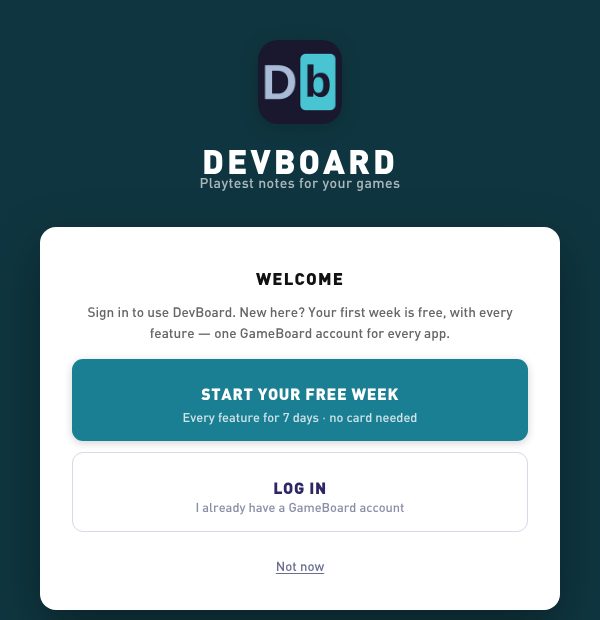 Db
DEVBOARD
Playtest notes for your games
WELCOME
Sign in to use DevBoard. New here? Your first week is free, with every
feature — one GameBoard account for every app.
START YOUR FREE WEEK
Every feature for 7 days · no card needed
LOG IN
I already have a GameBoard account
Not now